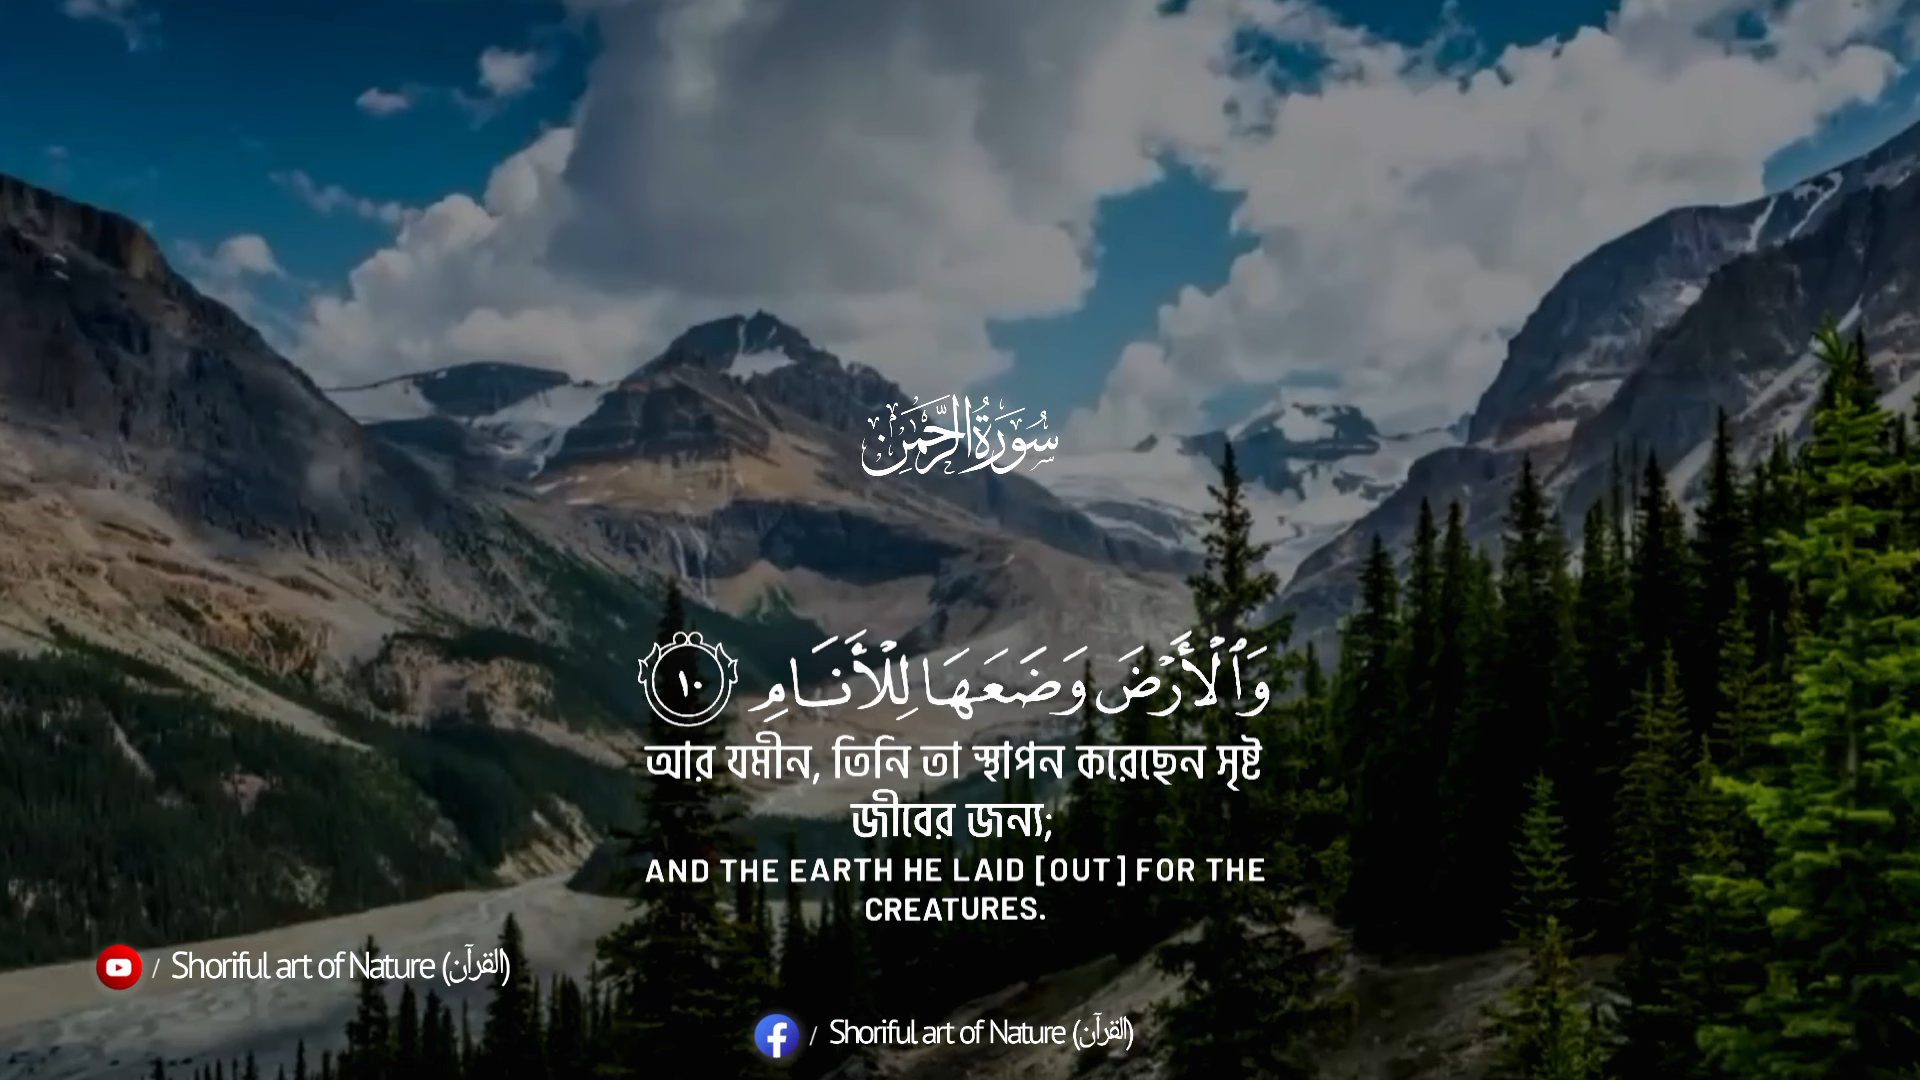 سُورَةُ الرَّحْمَٰن
وَٱلْأَرْضَ وَضَعَهَا لِلْأَنَامِ ١٠
আর যমীন, তিনি তা স্থাপন করেছেন সৃষ্ট
জীবের জন্য;
AND THE EARTH HE LAID [OUT] FOR THE
CREATURES.
/ Shoriful art of Nature (القرآن)
/ Shoriful art of Nature (القرآن)